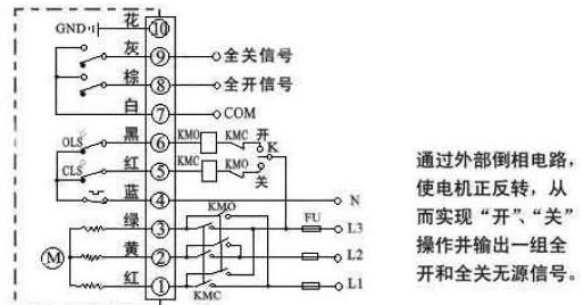 GND 花 ⑩
灰 ⑨ 全关信号
棕 ⑧ 全开信号
白 ⑦ COM
OLS 黑 ⑥ KMO KMC 开
K
CLS 红 ⑤ KMC KMO 关
蓝 ④ N
KMO
绿 ③ FU L3
M 黄 ② L2
红 ① L1
KMC
通过外部倒相电路，
使电机正反转，从
而实现“开”、“关”
操作并输出一组全
开和全关无源信号。